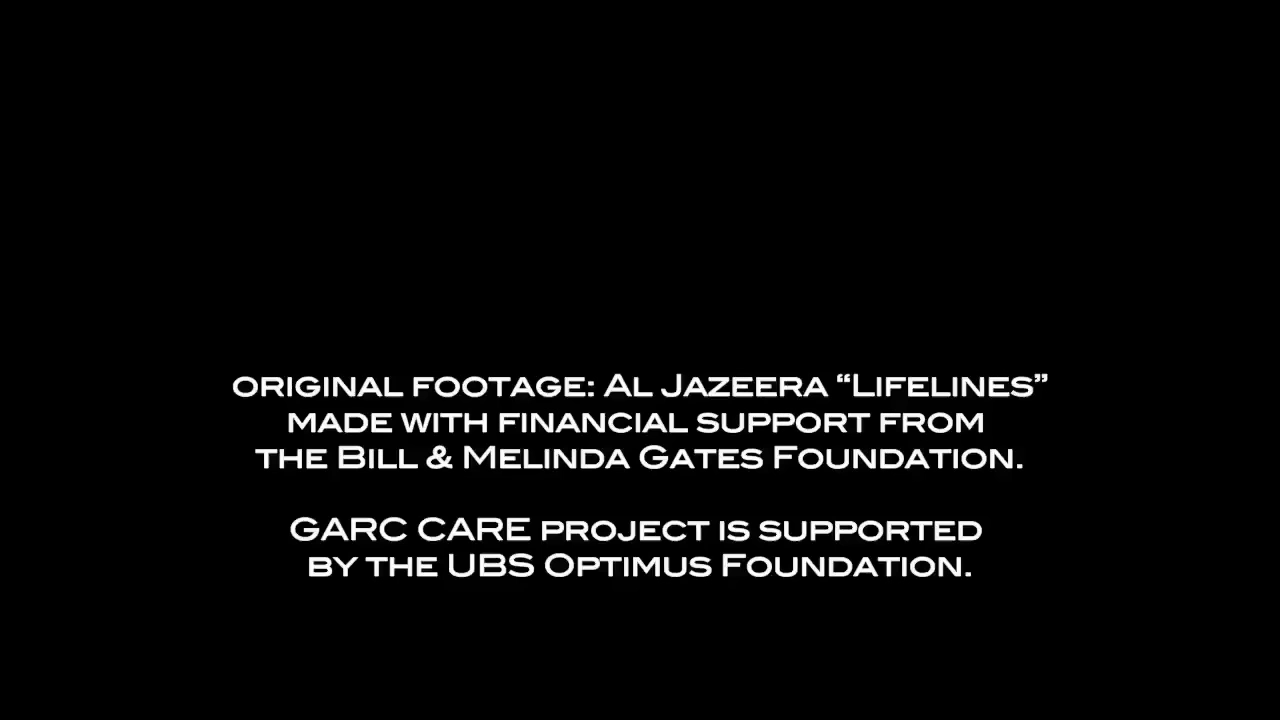 ORIGINAL FOOTAGE: AL JAZEERA “LIFELINES”
MADE WITH FINANCIAL SUPPORT FROM
THE BILL & MELINDA GATES FOUNDATION.
GARC CARE PROJECT IS SUPPORTED
BY THE UBS OPTIMUS FOUNDATION.